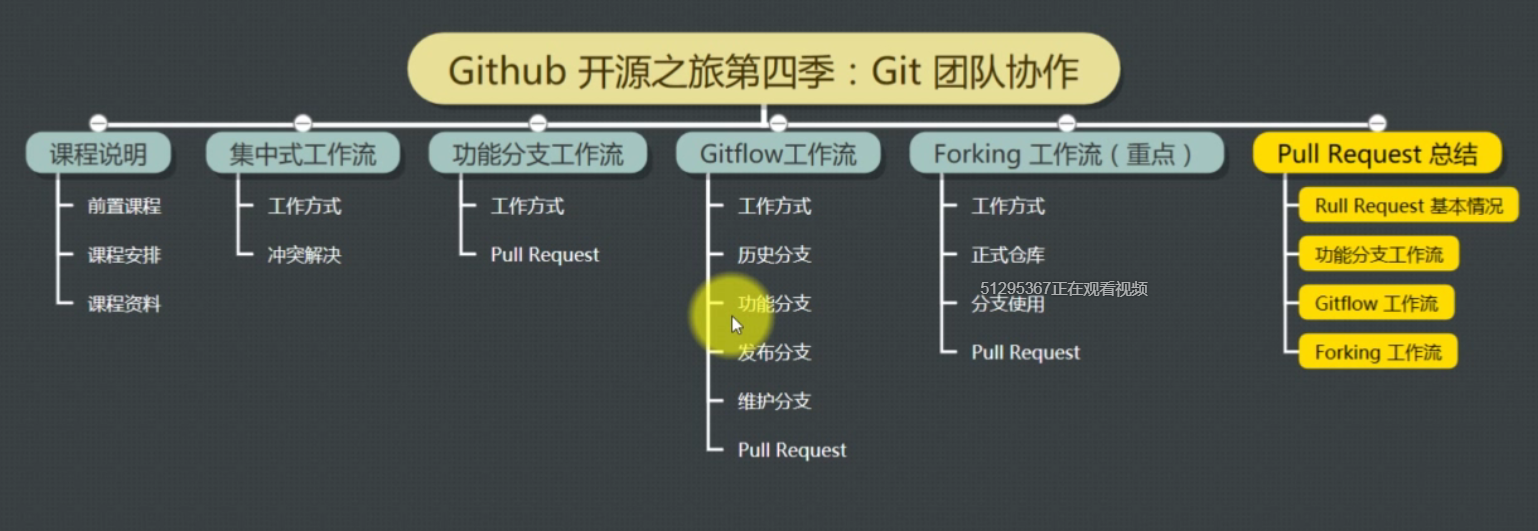 Github 开源之旅第四季：Git 团队协作
课程说明
前置课程
课程安排
课程资料
集中式工作流
工作方式
冲突解决
功能分支工作流
工作方式
Pull Request
Gitflow工作流
工作方式
历史分支
功能分支
发布分支
维护分支
Pull Request
Forking 工作流（重点）
工作方式
正式仓库
51295367正在观看视频
分支使用
Pull Request
Pull Request 总结
Rull Request 基本情况
功能分支工作流
Gitflow 工作流
Forking 工作流